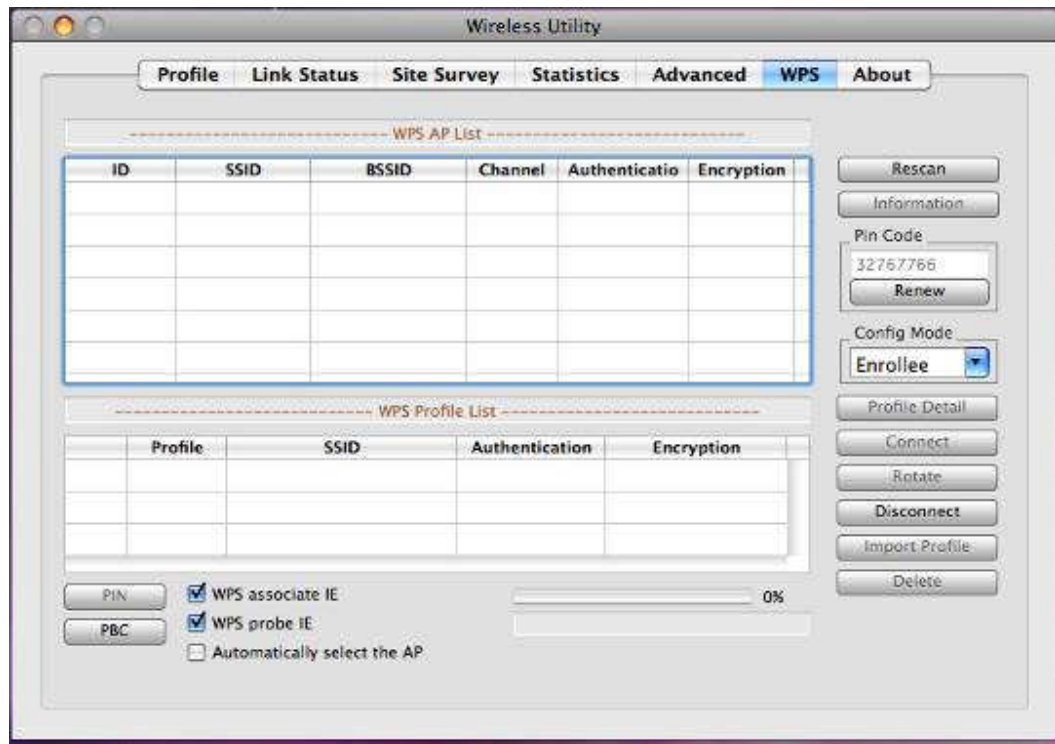 Wireless Utility
Profile Link Status Site Survey Statistics Advanced WPS About
---------------------------- WPS AP List ----------------------------
ID SSID BSSID Channel Authenticatio Encryption
Rescan
Information
Pin Code
32767766
Renew
Config Mode
Enrollee
---------------------------- WPS Profile List ----------------------------
Profile SSID Authentication Encryption
Profile Detail
Connect
Rotate
Disconnect
Import Profile
Delete
PIN
PBC
WPS associate IE
WPS probe IE
Automatically select the AP
0%